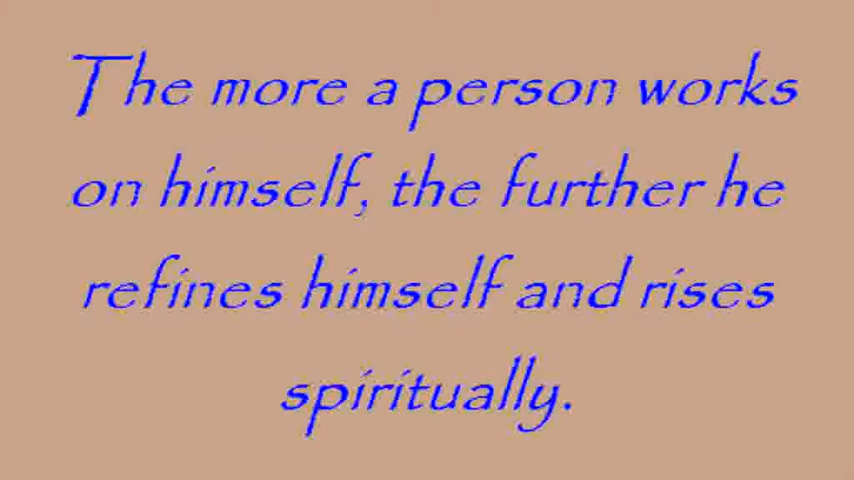 The more a person works
on himself, the further he
refines himself and rises
spiritually.